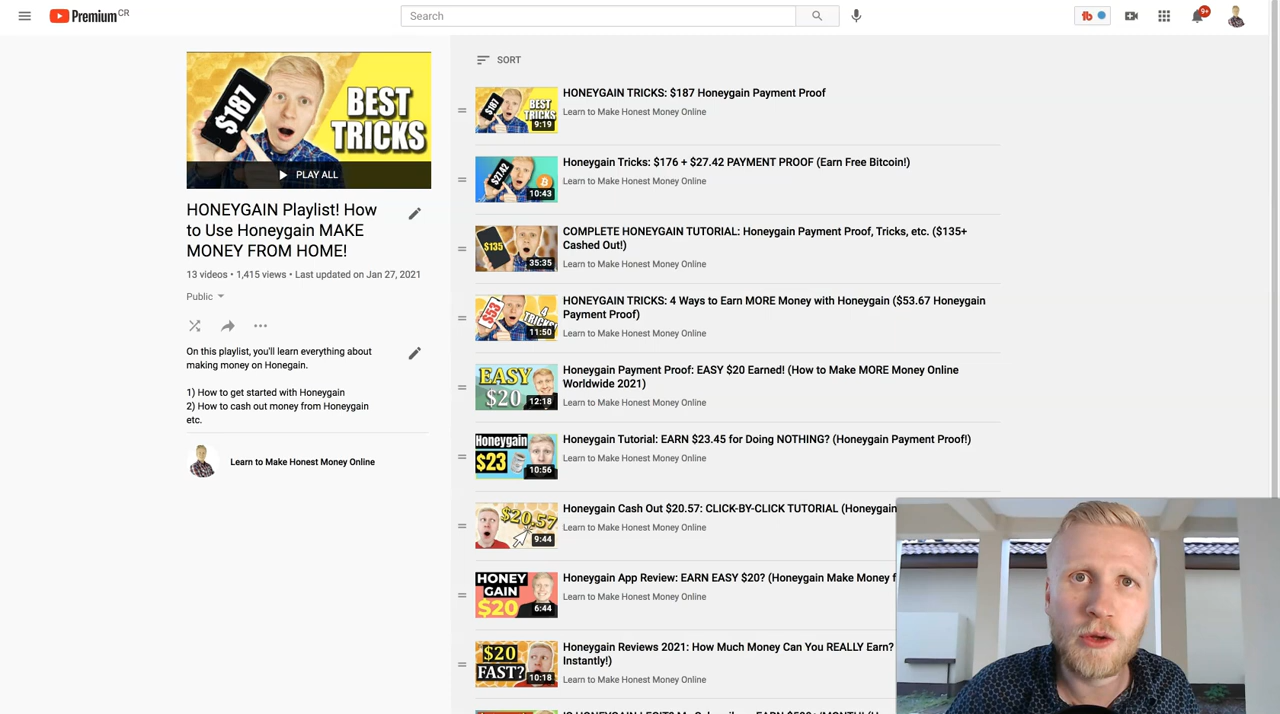 Premium CR
Search
9+
$187
BEST
TRICKS
PLAY ALL
HONEYGAIN Playlist! How
to Use Honeygain MAKE
MONEY FROM HOME!
13 videos • 1,415 views • Last updated on Jan 27, 2021
Public
On this playlist, you'll learn everything about
making money on Honegain.
1) How to get started with Honeygain
2) How to cash out money from Honeygain
etc.
Learn to Make Honest Money Online
SORT
$187
BEST
TRICKS
9:19
HONEYGAIN TRICKS: $187 Honeygain Payment Proof
Learn to Make Honest Money Online
$27.42
10:43
Honeygain Tricks: $176 + $27.42 PAYMENT PROOF (Earn Free Bitcoin!)
Learn to Make Honest Money Online
$135
35:35
COMPLETE HONEYGAIN TUTORIAL: Honeygain Payment Proof, Tricks, etc. ($135+
Cashed Out!)
Learn to Make Honest Money Online
$53
4
TRICKS
11:50
HONEYGAIN TRICKS: 4 Ways to Earn MORE Money with Honeygain ($53.67 Honeygain
Payment Proof)
Learn to Make Honest Money Online
EASY
$20
12:18
Honeygain Payment Proof: EASY $20 Earned! (How to Make MORE Money Online
Worldwide 2021)
Learn to Make Honest Money Online
Honeygain
$23
10:56
Honeygain Tutorial: EARN $23.45 for Doing NOTHING? (Honeygain Payment Proof!)
Learn to Make Honest Money Online
$20.57
9:44
Honeygain Cash Out $20.57: CLICK-BY-CLICK TUTORIAL (Honeygain
Learn to Make Honest Money Online
HONEY
GAIN
$20
6:44
Honeygain App Review: EARN EASY $20? (Honeygain Make Money f
Learn to Make Honest Money Online
$20
FAST?
10:18
Honeygain Reviews 2021: How Much Money Can You REALLY Earn?
Instantly!)
Learn to Make Honest Money Online